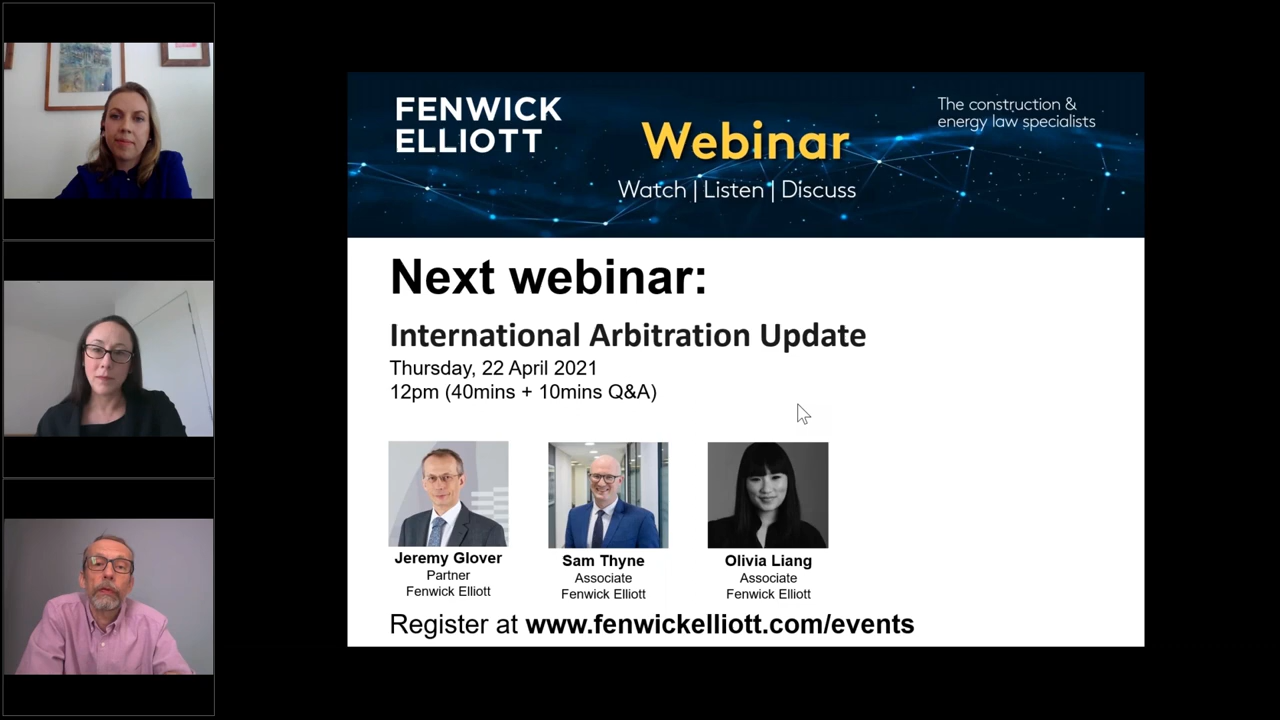 FENWICK
ELLIOTT
Webinar
Watch | Listen | Discuss
The construction &
energy law specialists
Next webinar:
International Arbitration Update
Thursday, 22 April 2021
12pm (40mins + 10mins Q&A)
Jeremy Glover
Partner
Fenwick Elliott
Sam Thyne
Associate
Fenwick Elliott
Olivia Liang
Associate
Fenwick Elliott
Register at www.fenwickelliott.com/events